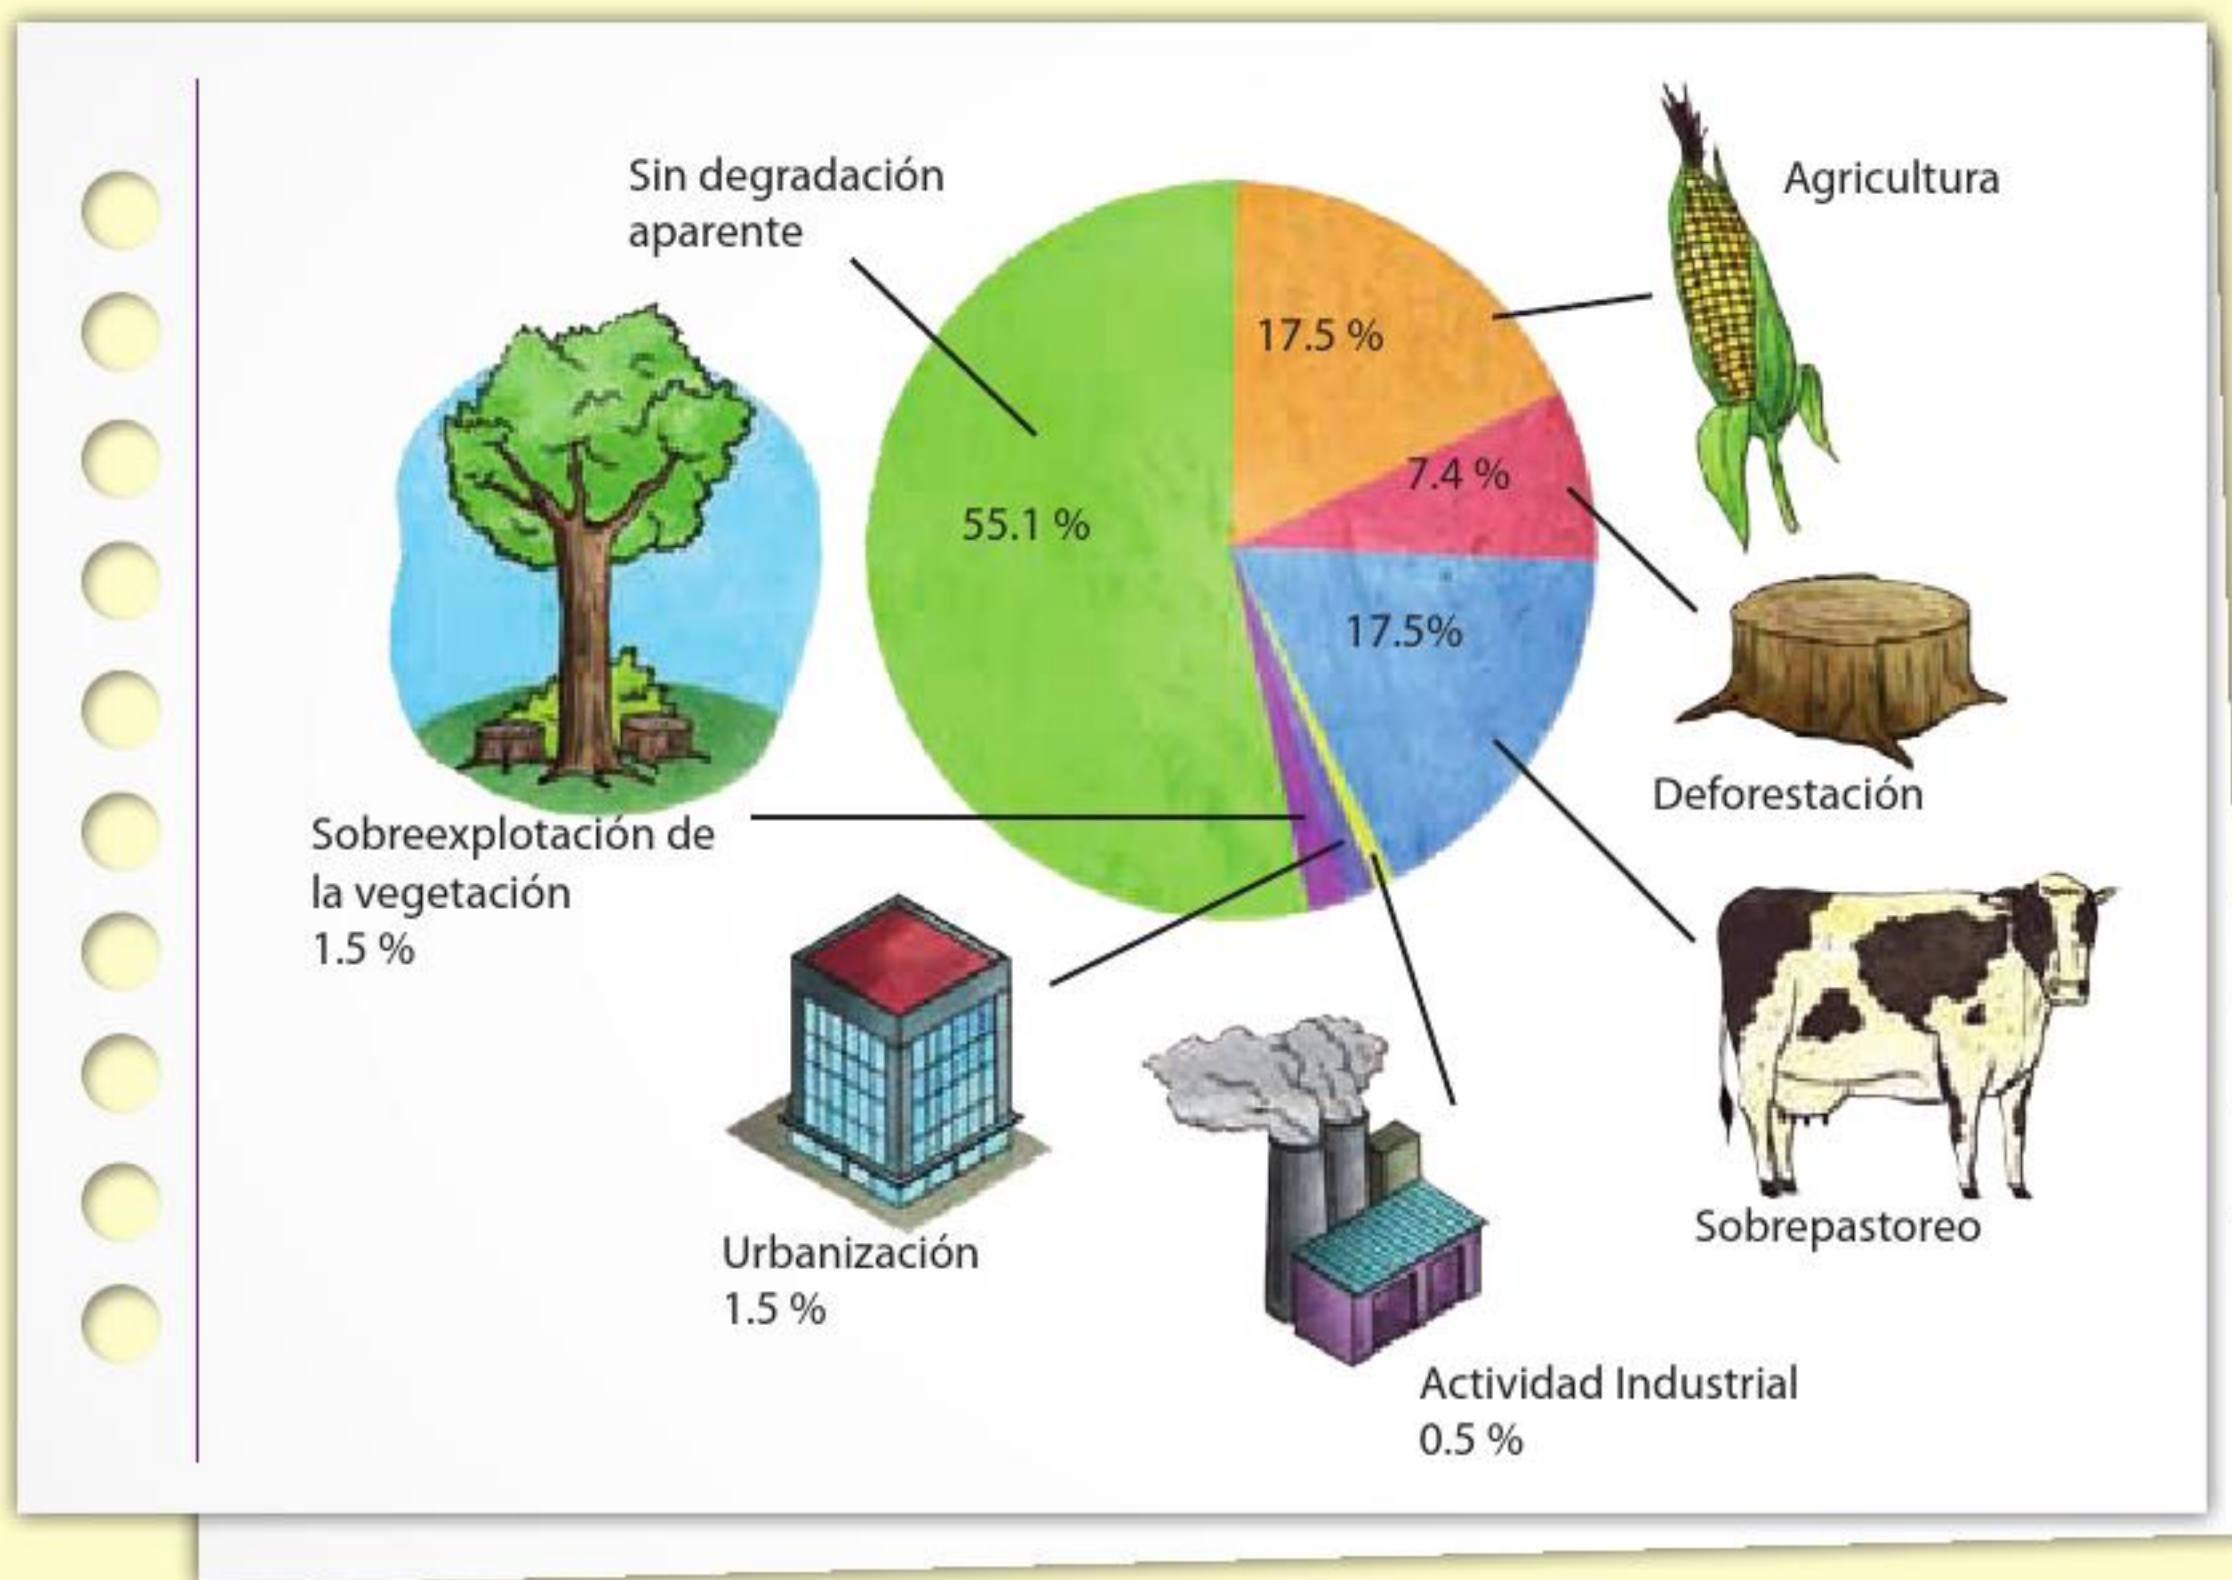 Sin degradación
aparente
55.1 %
17.5 %
Agricultura
7.4 %
Deforestación
17.5%
Sobrepastoreo
Sobreexplotación de
la vegetación
1.5 %
Urbanización
1.5 %
Actividad Industrial
0.5 %